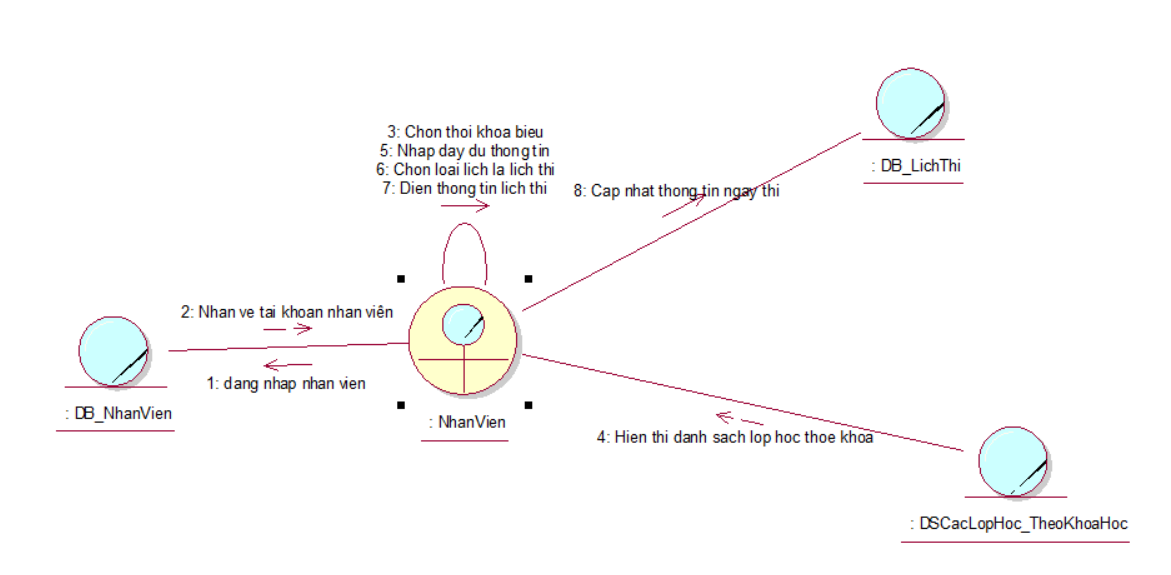 3: Chon thoi khoa bieu
5: Nhap day du thong tin
6: Chon loai lich la lich thi
7: Dien thong tin lich thi
: DB_LichThi
8: Cap nhat thong tin ngay thi
2: Nhan ve tai khoan nhan viên
1: dang nhap nhan vien
: DB_NhanVien
: NhanVien
4: Hien thi danh sach lop hoc thoe khoa
: DSCacLopHoc_TheoKhoaHoc